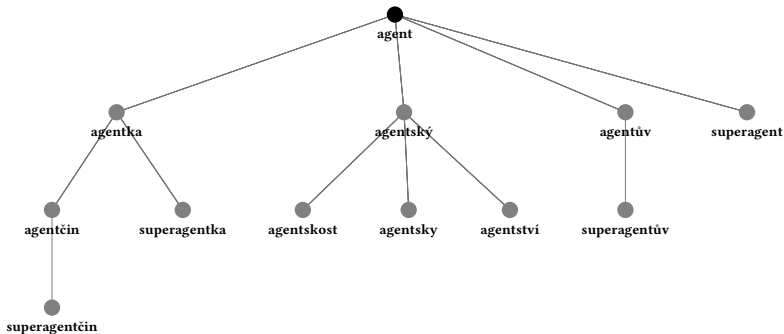 agent
agentka
agentský
agentův
superagent
agentčin
superagentka
agentskost
agentsky
agentství
superagentův
superagentčin